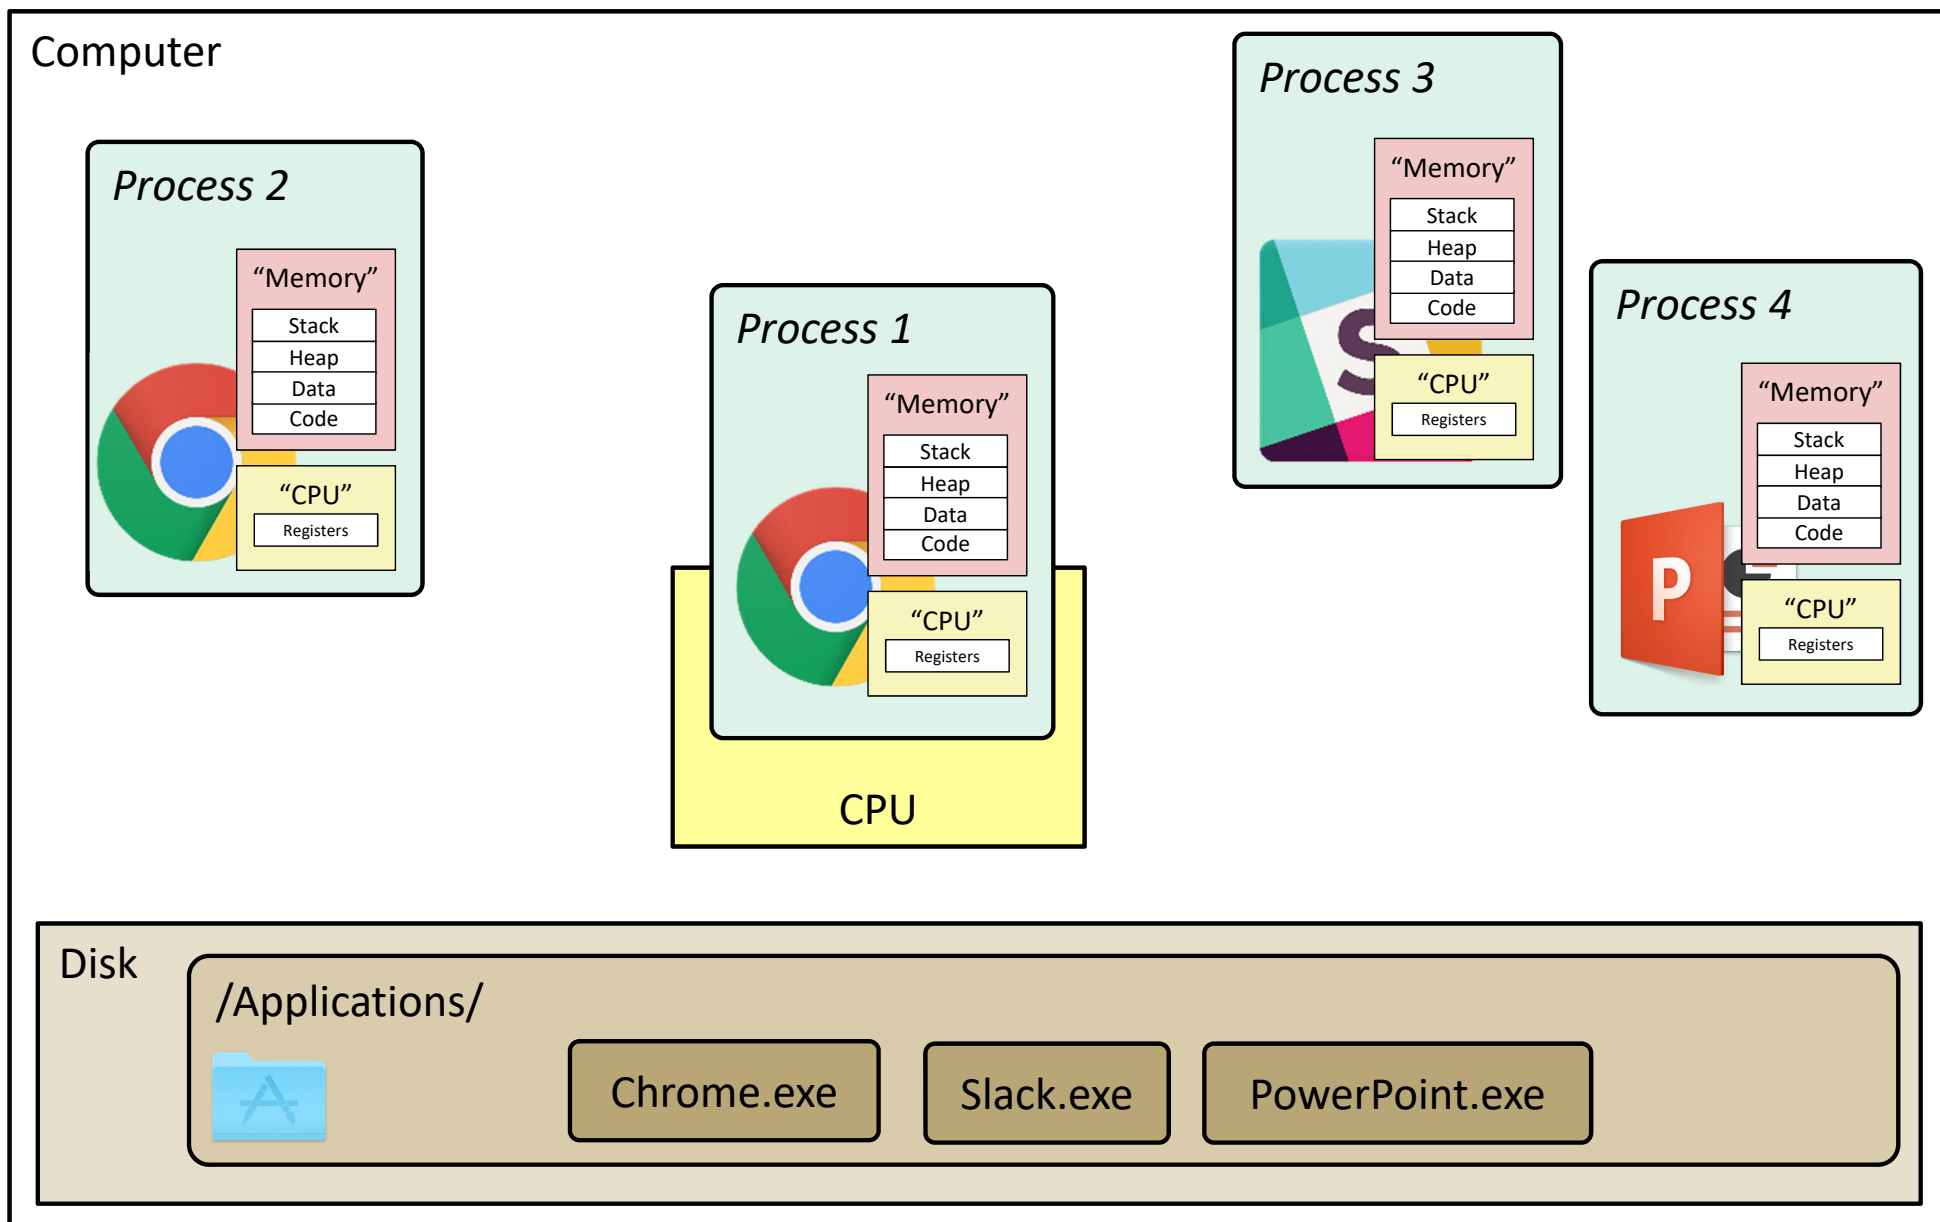 Computer
Process 2
“Memory”
Stack
Heap
Data
Code
“CPU”
Registers
Process 1
“Memory”
Stack
Heap
Data
Code
“CPU”
Registers
CPU
Process 3
“Memory”
Stack
Heap
Data
Code
S
“CPU”
Registers
Process 4
“Memory”
Stack
Heap
Data
Code
P
“CPU”
Registers
Disk
/Applications/
Chrome.exe
Slack.exe
PowerPoint.exe